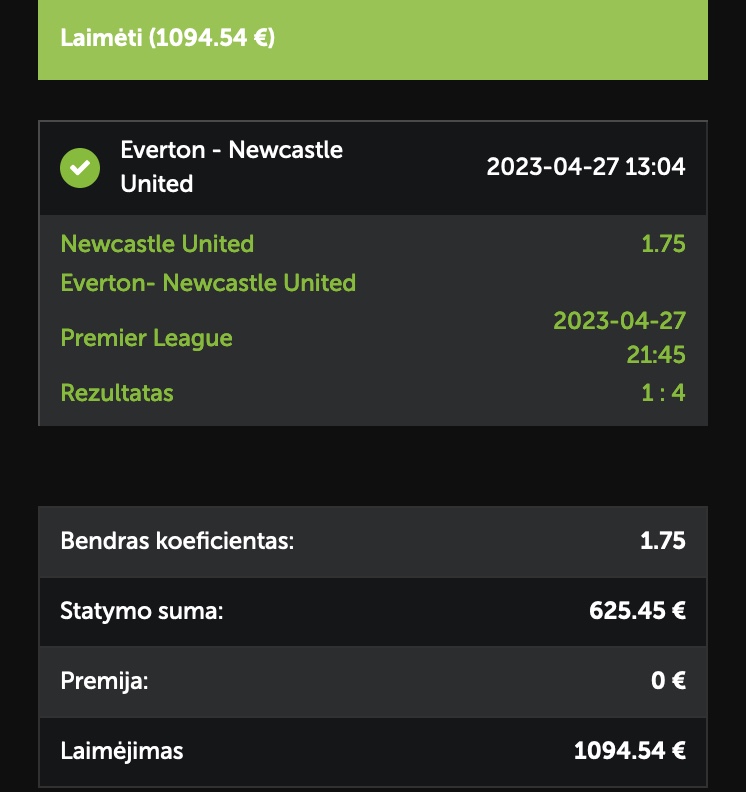 Laimėti (1094.54 €)
Everton - Newcastle
United
2023-04-27 13:04
Newcastle United 1.75
Everton- Newcastle United
Premier League
2023-04-27
21:45
Rezultatas 1 : 4
Bendras koeficientas: 1.75
Statymo suma: 625.45 €
Premija: 0 €
Laimėjimas 1094.54 €